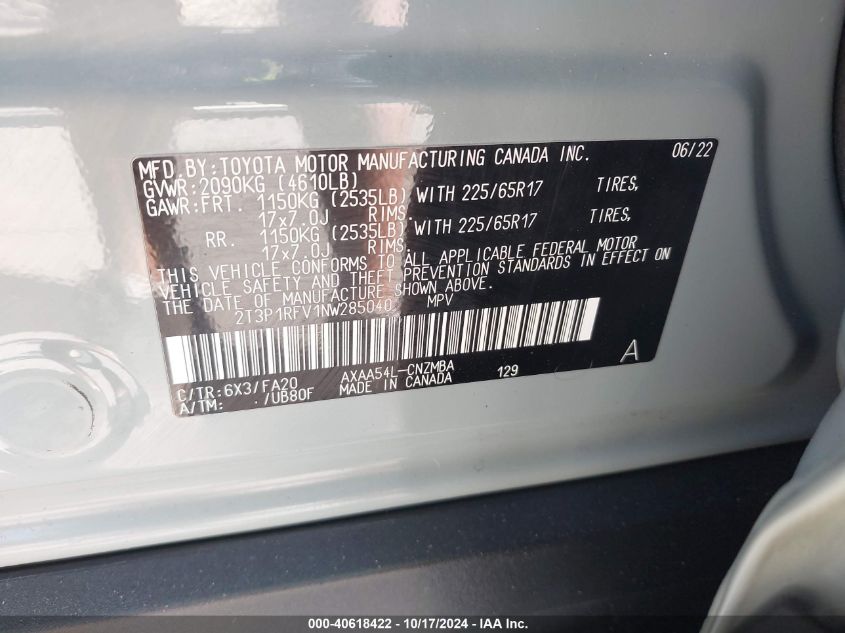 MFD.BY:TOYOTA MOTOR MANUFACTURING CANADA INC. 06/22
GVWR:2090KG (4610LB)
GAWR:FRT. 1150KG (2535LB) WITH 225/65R17 TIRES,
17x7.0J RIMS.
RR. 1150KG (2535LB) WITH 225/65R17 TIRES,
17x7.0J RIMS.
THIS VEHICLE CONFORMS TO ALL APPLICABLE FEDERAL MOTOR
VEHICLE SAFETY AND THEFT PREVENTION STANDARDS IN EFFECT ON
THE DATE OF MANUFACTURE SHOWN ABOVE.
2T3P1RFV1NW285040 MPV
A
C/TR:6X3/FA20 AXAA54L-CNZMBA 129
A/TM: /UB80F MADE IN CANADA
000-40618422 - 10/17/2024 - IAA Inc.